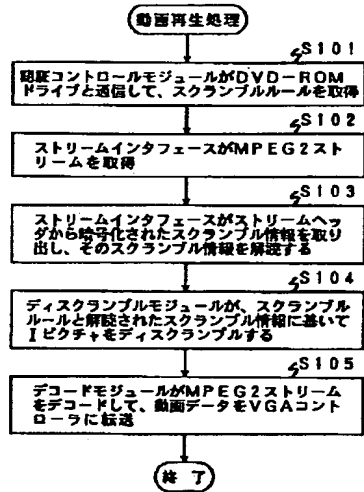 動画再生処理
S101
認証コントロールモジュールがDVD－ROM
ドライブと通信して、スクランブルルールを取得
S102
ストリームインタフェースがMPEG2スト
リームを取得
S103
ストリームインタフェースがストリームヘッ
ダから暗号化されたスクランブル情報を取り
出し、そのスクランブル情報を解読する
S104
ディスクランブルモジュールが、スクランブル
ルールと解読されたスクランブル情報に基いて
Iピクチャをディスクランブルする
S105
デコードモジュールがMPEG2ストリーム
をデコードして、動画データをVGAコント
ローラに転送
終了